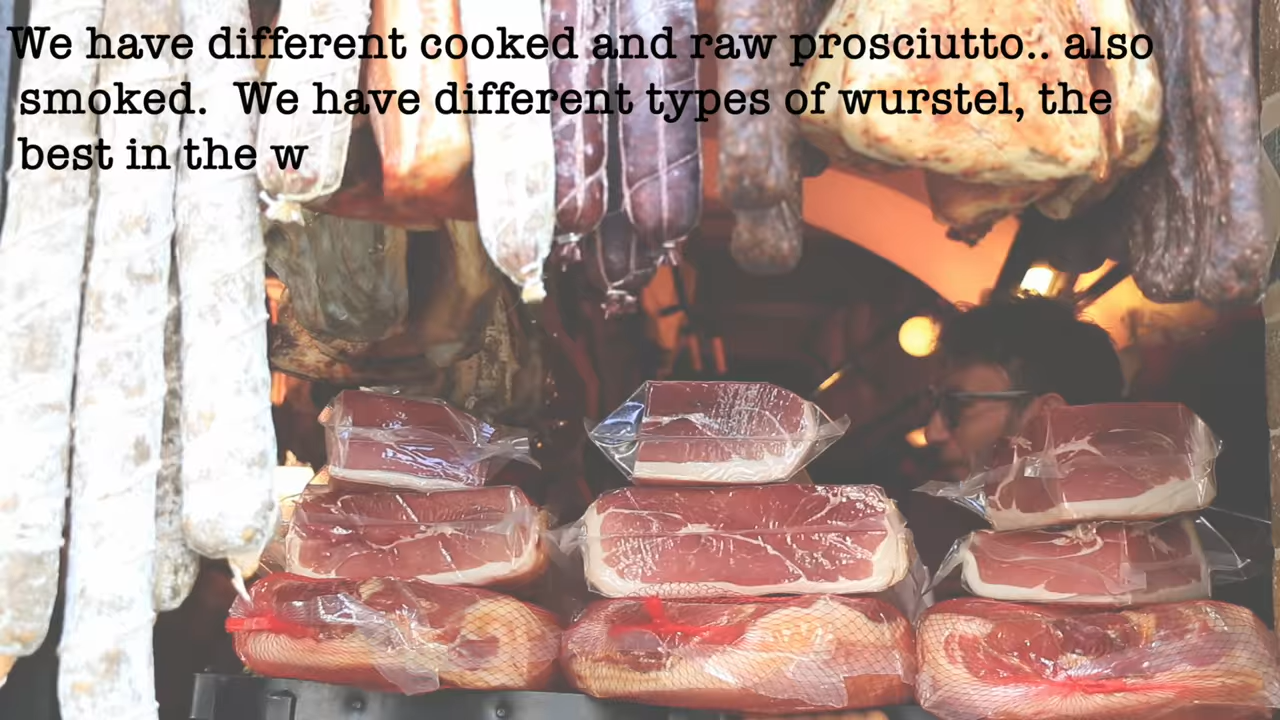 We have different cooked and raw prosciutto.. also
smoked.  We have different types of wurstel, the
best in the w